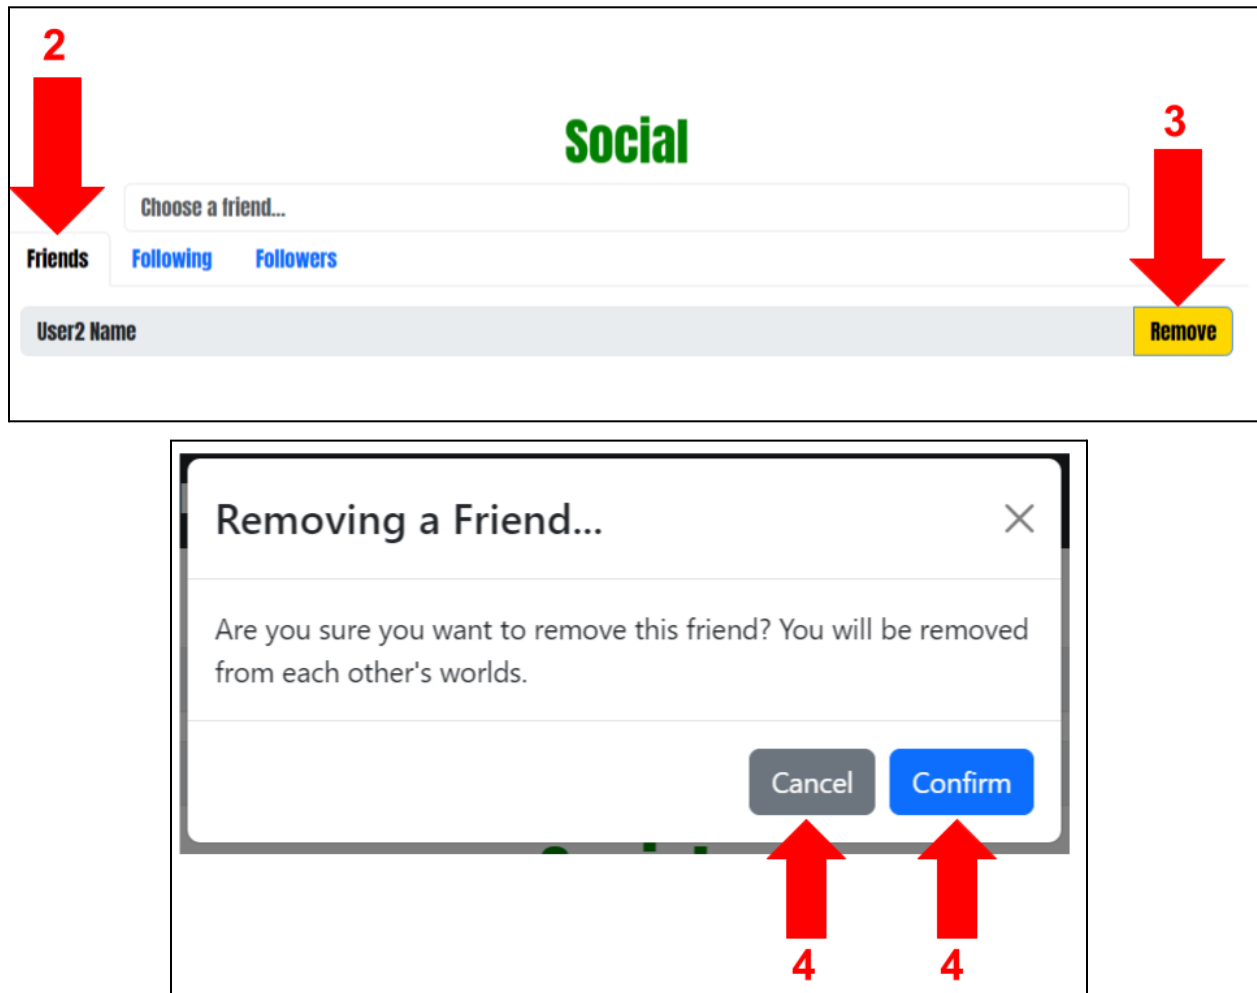 2
Social
3
Choose a friend...
Friends Following Followers
User2 Name Remove
Removing a Friend...
Are you sure you want to remove this friend? You will be removed
from each other's worlds.
Cancel Confirm
4 4